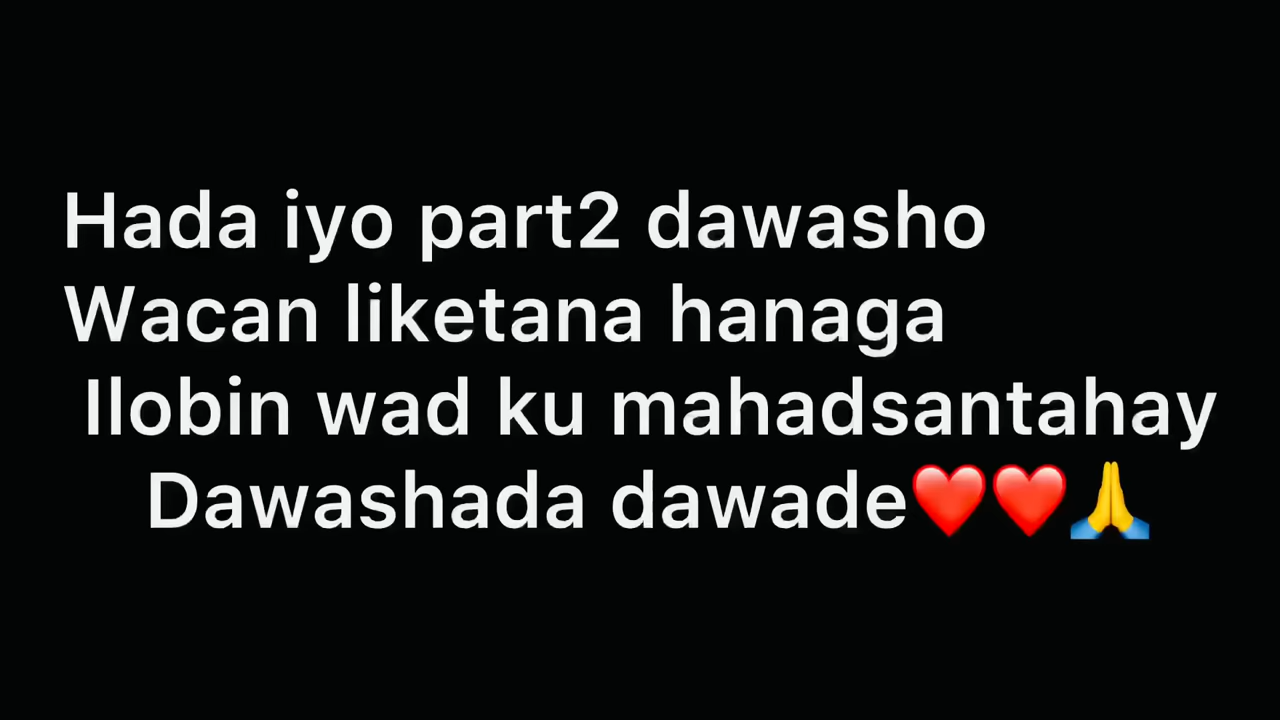 Hada iyo part2 dawasho
Wacan liketana hanaga
Ilobin wad ku mahadsantahay
Dawashada dawade❤️❤️🙏